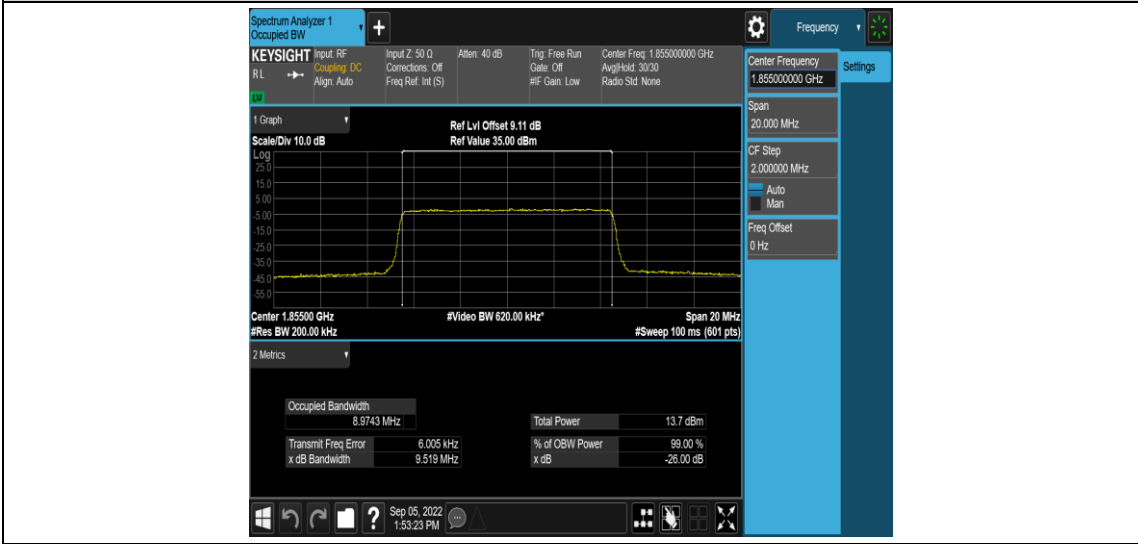 Spectrum Analyzer 1
Occupied BW
+
Frequency
KEYSIGHT
RL
Input: RF
Coupling: DC
Align: Auto
Input Z: 50 Ω
Corrections: Off
Freq Ref: Int (S)
Atten: 40 dB
Trig: Free Run
Gate: Off
#IF Gain: Low
Center Freq: 1.855000000 GHz
Avg|Hold: 30/30
Radio Std: None
Center Frequency
1.855000000 GHz
Settings
Span
20.000 MHz
CF Step
2.000000 MHz
Auto
Man
Freq Offset
0 Hz
1 Graph
Scale/Div 10.0 dB
Ref Lvl Offset 9.11 dB
Ref Value 35.00 dBm
Log
25.0
15.0
5.00
-5.00
-15.0
-25.0
-35.0
-45.0
-55.0
Center 1.85500 GHz
#Res BW 200.00 kHz
#Video BW 620.00 kHz*
Span 20 MHz
#Sweep 100 ms (601 pts)
2 Metrics
Occupied Bandwidth
8.9743 MHz
Total Power 13.7 dBm
Transmit Freq Error 6.005 kHz
% of OBW Power 99.00 %
x dB Bandwidth 9.519 MHz
x dB -26.00 dB
?
Sep 05, 2022
1:53:23 PM